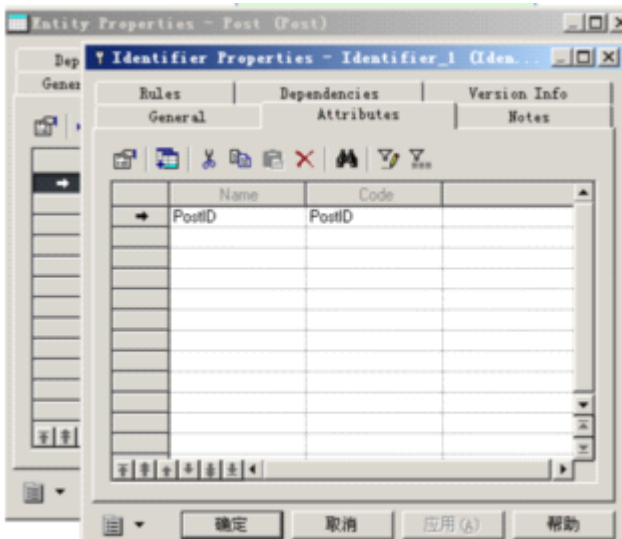 Entity Properties - Post (Post)
Dep
Gener
Identifier Properties - Identifier_1 (Iden...
Rules Dependencies Version Info
General Attributes Notes
Name Code
PostID PostID
确定 取消 应用(A) 帮助